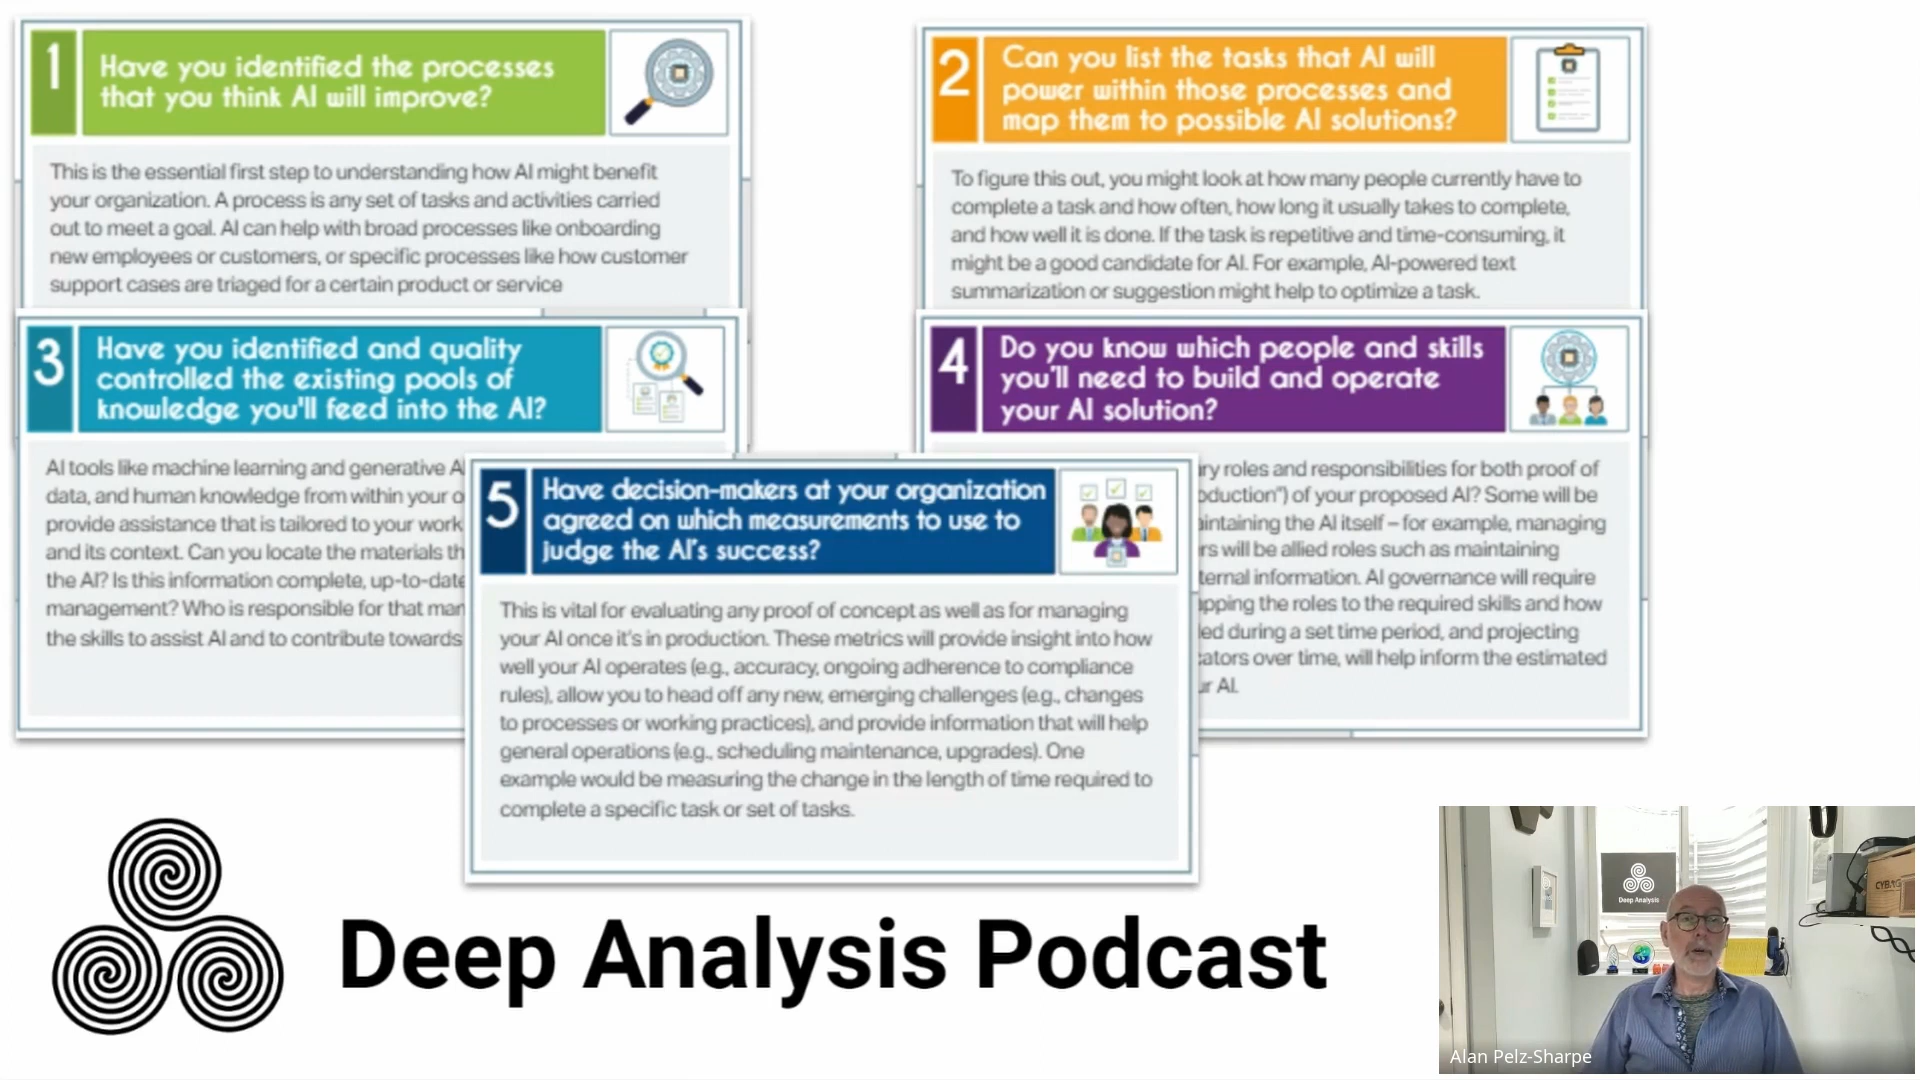 1
Have you identified the processes
that you think AI will improve?
This is the essential first step to understanding how AI might benefit
your organization. A process is any set of tasks and activities carried
out to meet a goal. AI can help with broad processes like onboarding
new employees or customers, or specific processes like how customer
support cases are triaged for a certain product or service
2
Can you list the tasks that AI will
power within those processes and
map them to possible AI solutions?
To figure this out, you might look at how many people currently have to
complete a task and how often, how long it usually takes to complete,
and how well it is done. If the task is repetitive and time-consuming, it
might be a good candidate for AI. For example, AI-powered text
summarization or suggestion might help to optimize a task.
3
Have you identified and quality
controlled the existing pools of
knowledge you'll feed into the AI?
AI tools like machine learning and generative A
data, and human knowledge from within your o
provide assistance that is tailored to your work
and its context. Can you locate the materials th
the AI? Is this information complete, up-to-date
management? Who is responsible for that mar
the skills to assist AI and to contribute towards
4
Do you know which people and skills
you'll need to build and operate
your AI solution?
ry roles and responsibilities for both proof of
oduction") of your proposed AI? Some will be
intaining the AI itself – for example, managing
rs will be allied roles such as maintaining
ternal information. AI governance will require
pping the roles to the required skills and how
ed during a set time period, and projecting
ators over time, will help inform the estimated
ur AI.
5
Have decision-makers at your organization
agreed on which measurements to use to
judge the AI's success?
This is vital for evaluating any proof of concept as well as for managing
your AI once it's in production. These metrics will provide insight into how
well your AI operates (e.g., accuracy, ongoing adherence to compliance
rules), allow you to head off any new, emerging challenges (e.g., changes
to processes or working practices), and provide information that will help
general operations (e.g., scheduling maintenance, upgrades). One
example would be measuring the change in the length of time required to
complete a specific task or set of tasks.
Deep Analysis Podcast
Deep Analysis
Alan Pelz-Sharpe